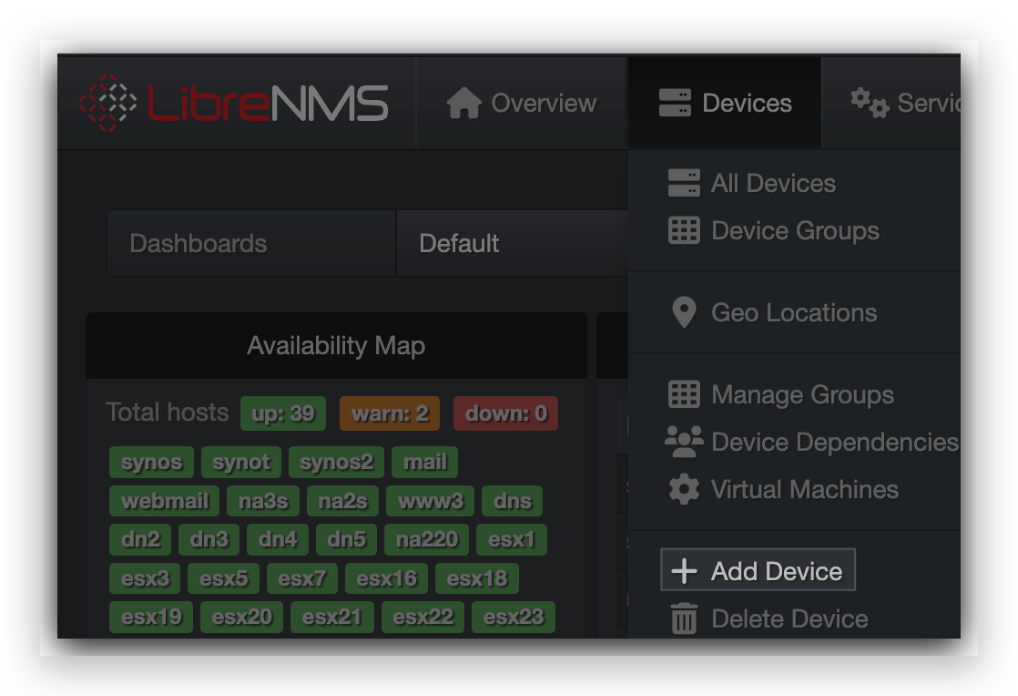 LibreNMS Overview Devices Servic
All Devices
Device Groups
Dashboards Default
Geo Locations
Availability Map
Manage Groups
Total hosts up: 39 warn: 2 down: 0
Device Dependencies
synos synot synos2 mail
Virtual Machines
webmail na3s na2s www3 dns
dn2 dn3 dn4 dn5 na220 esx1
Add Device
esx3 esx5 esx7 esx16 esx18
esx19 esx20 esx21 esx22 esx23
Delete Device